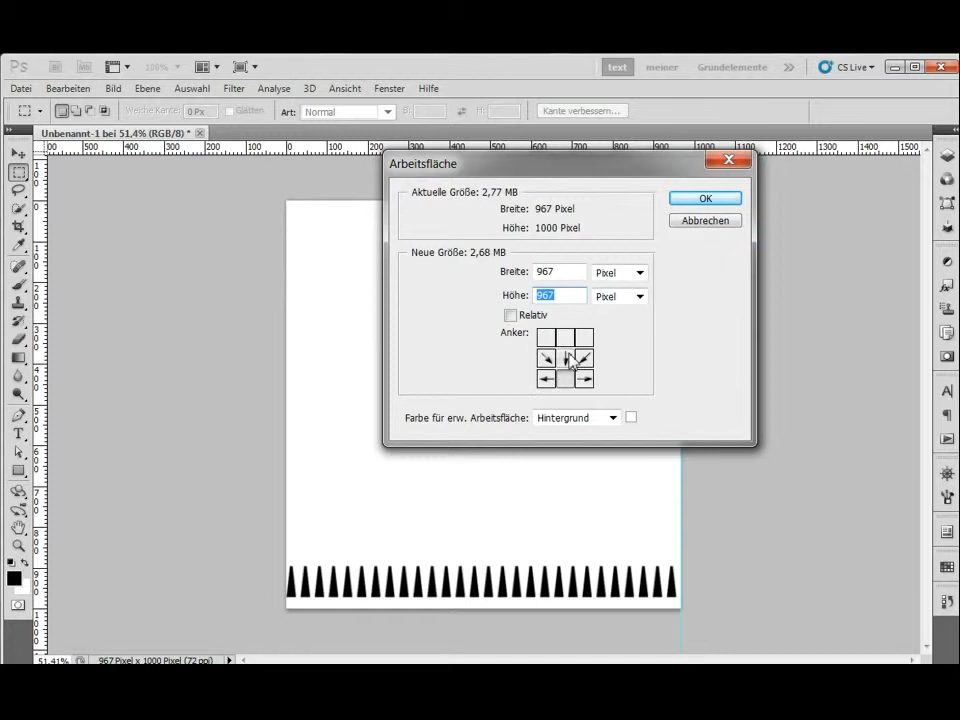 Ps Br Mb 100% text meiner Grundelemente CS Live
Datei Bearbeiten Bild Ebene Auswahl Filter Analyse 3D Ansicht Fenster Hilfe
Weiche Kante: 0 Px Glätten Art: Normal B: H: Kante verbessern...
Unbenannt-1 bei 51,4% (RGB/8) *
Arbeitsfläche
Aktuelle Größe: 2,77 MB
Breite: 967 Pixel
Höhe: 1000 Pixel
OK
Abbrechen
Neue Größe: 2,68 MB
Breite: 967 Pixel
Höhe: 967 Pixel
Relativ
Anker:
Farbe für erw. Arbeitsfläche: Hintergrund
51,41% 967 Pixel x 1000 Pixel (72 ppi)